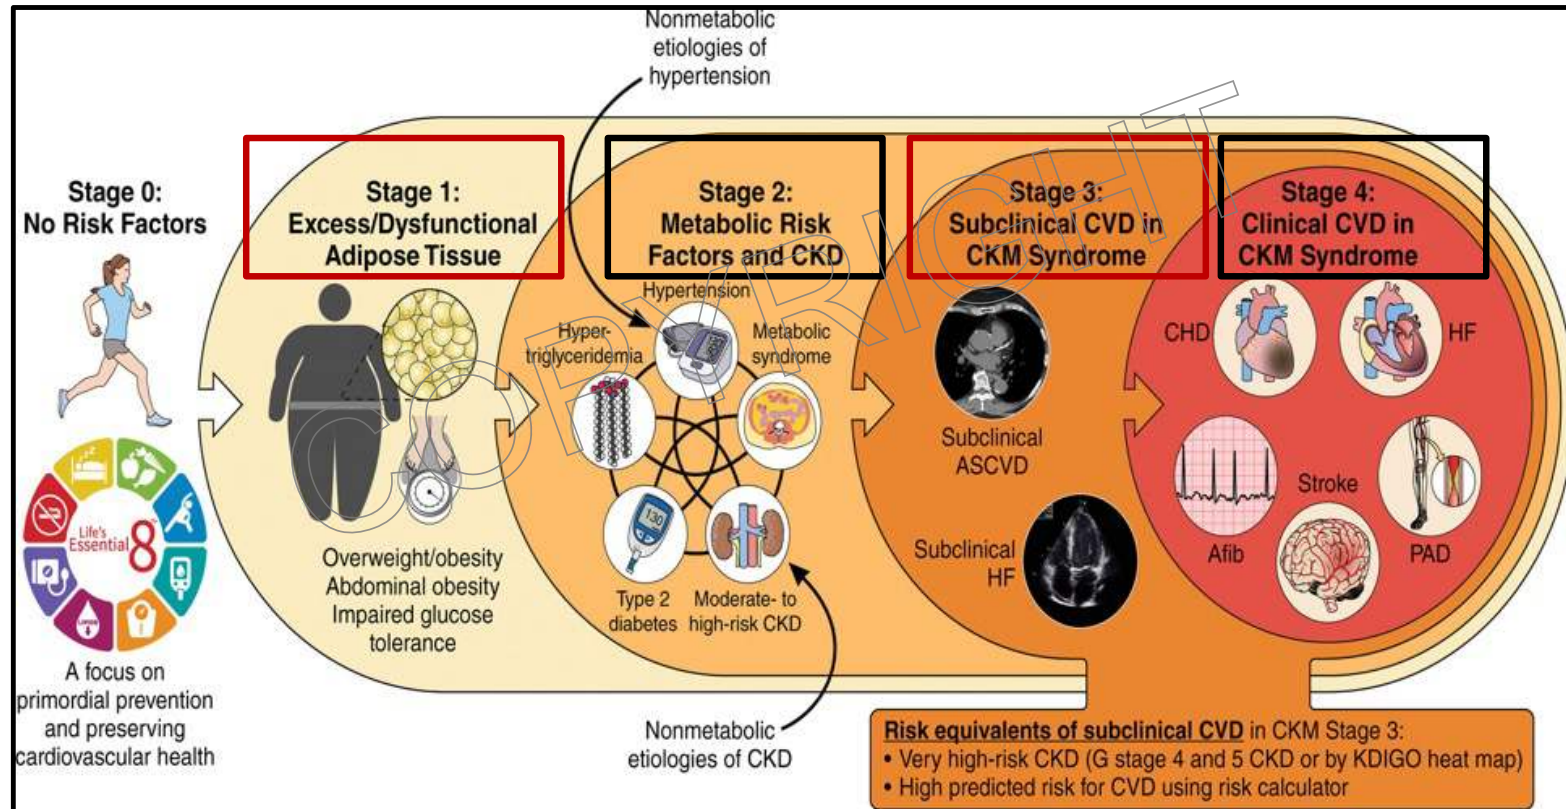 Nonmetabolic
etiologies of
hypertension
Stage 0:
No Risk Factors
Life's
Essential 8™
A focus on
primordial prevention
and preserving
cardiovascular health
Stage 1:
Excess/Dysfunctional
Adipose Tissue
Overweight/obesity
Abdominal obesity
Impaired glucose
tolerance
Stage 2:
Metabolic Risk
Factors and CKD
Hypertension
Hyper-
triglyceridemia
Metabolic
syndrome
130
Type 2
diabetes
Moderate- to
high-risk CKD
Nonmetabolic
etiologies of CKD
Stage 3:
Subclinical CVD in
CKM Syndrome
Subclinical
ASCVD
Subclinical
HF
Stage 4:
Clinical CVD in
CKM Syndrome
CHD
HF
Afib
Stroke
PAD
Risk equivalents of subclinical CVD in CKM Stage 3:
• Very high-risk CKD (G stage 4 and 5 CKD or by KDIGO heat map)
• High predicted risk for CVD using risk calculator
COPYRIGHT